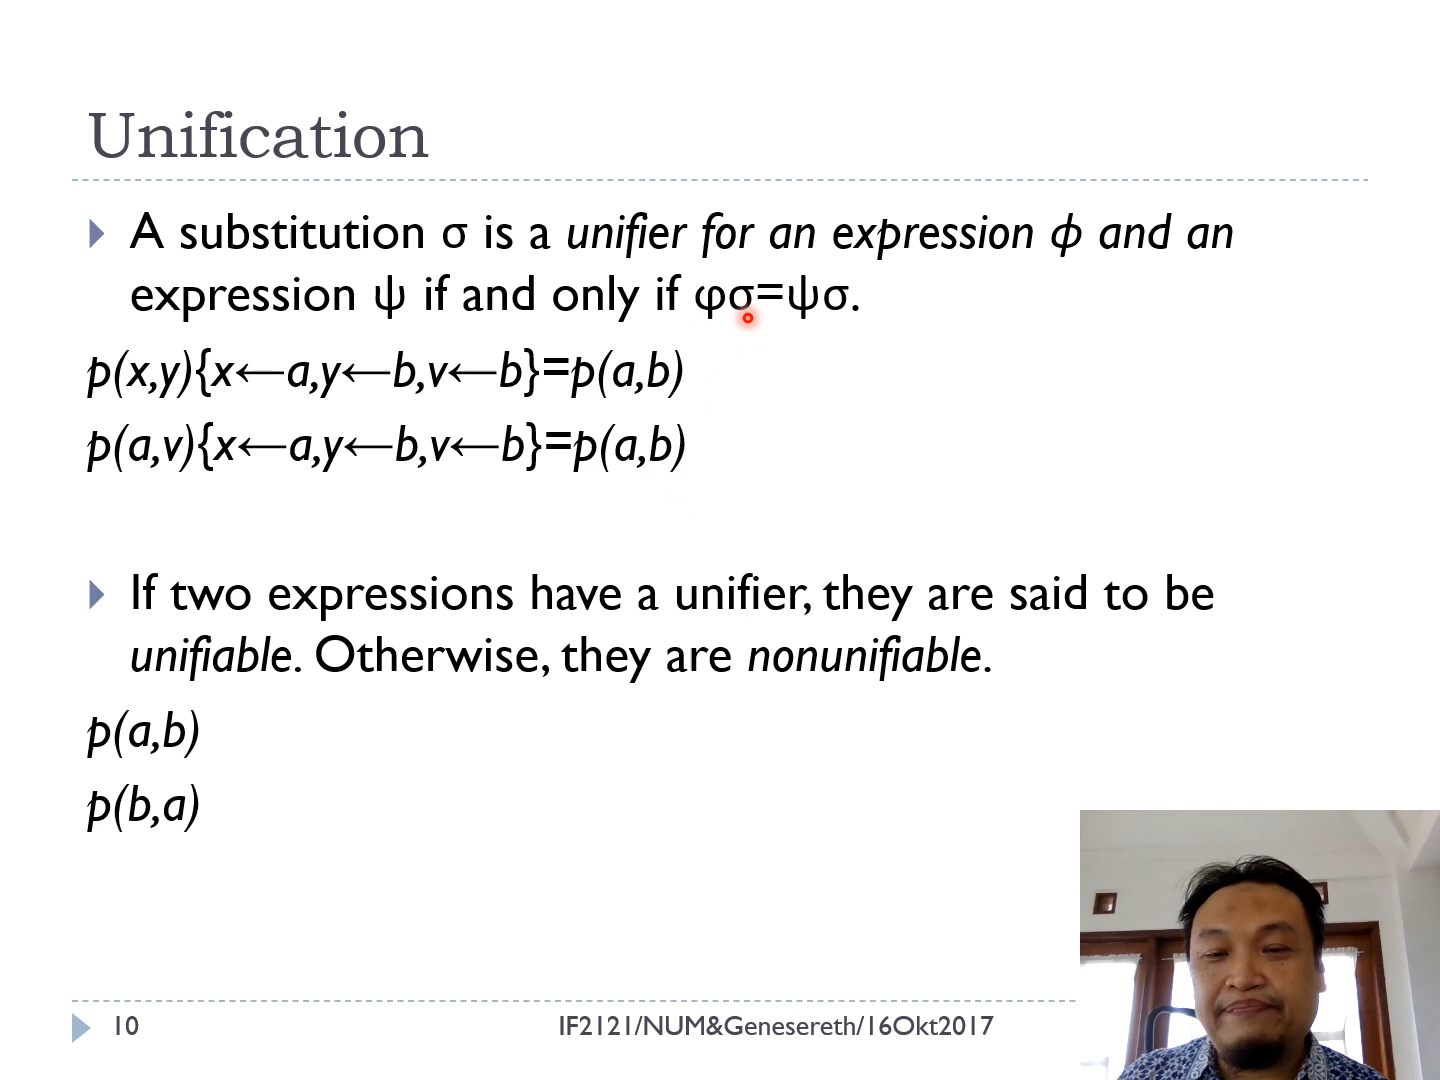 Unification
A substitution σ is a unifier for an expression ϕ and an
expression ψ if and only if φσ=ψσ.
p(x,y){x←a,y←b,v←b}=p(a,b)
p(a,v){x←a,y←b,v←b}=p(a,b)
If two expressions have a unifier, they are said to be
unifiable. Otherwise, they are nonunifiable.
p(a,b)
p(b,a)
10
IF2121/NUM&Genesereth/16Okt2017